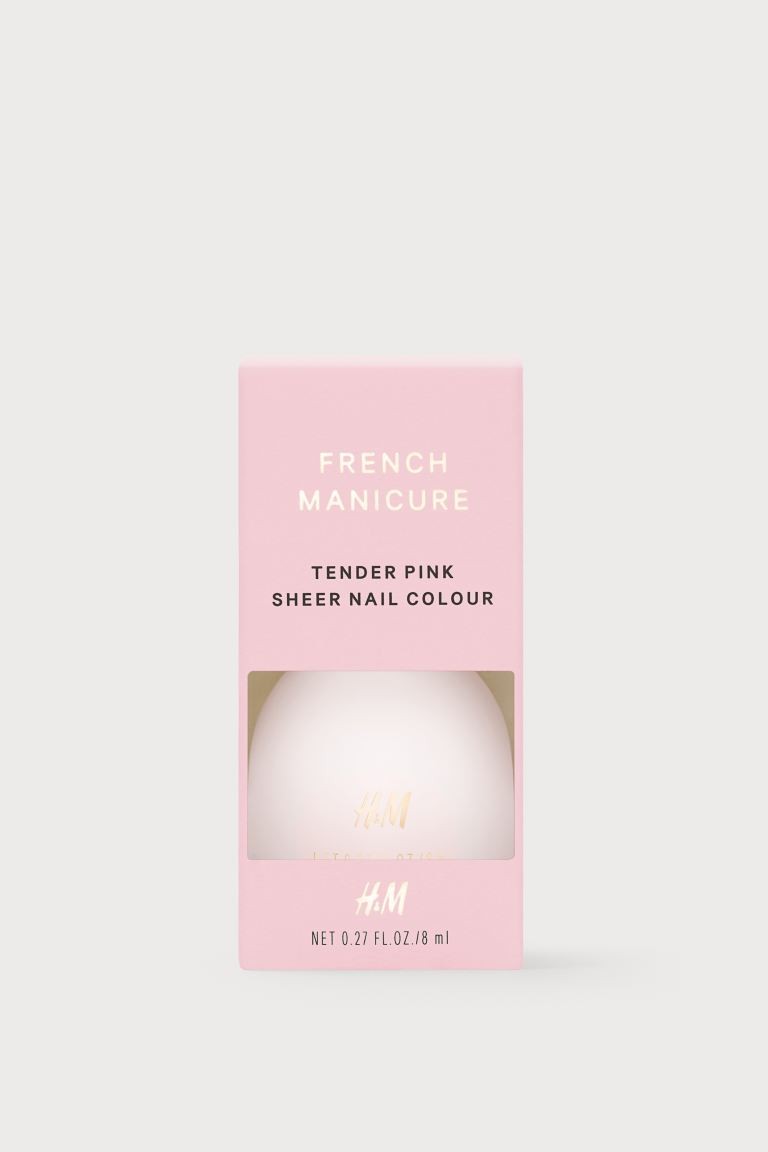 FRENCH
MANICURE
TENDER PINK
SHEER NAIL COLOUR
H&M
H&M
NET 0.27 FL.OZ./8 ml